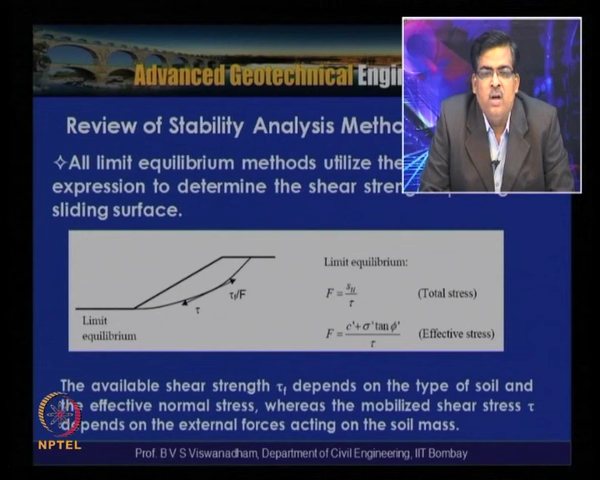 Advanced Geotechnical Engi
Review of Stability Analysis Metho
✧All limit equilibrium methods utilize the
expression to determine the shear stren
sliding surface.
Limit equilibrium:
F = s_u/τ (Total stress)
τf/F
τ
F = c'+σ'tan ϕ'/τ (Effective stress)
Limit
equilibrium
The available shear strength τf depends on the type of soil and
the effective normal stress, whereas the mobilized shear stress τ
depends on the external forces acting on the soil mass.
NPTEL
Prof. B V S Viswanadham, Department of Civil Engineering, IIT Bombay